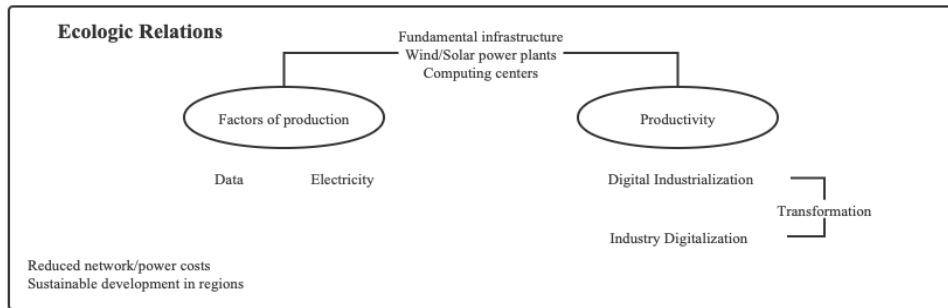 Ecologic Relations
Fundamental infrastructure
Wind/Solar power plants
Computing centers
Factors of production
Productivity
Data
Electricity
Digital Industrialization
Transformation
Industry Digitalization
Reduced network/power costs
Sustainable development in regions